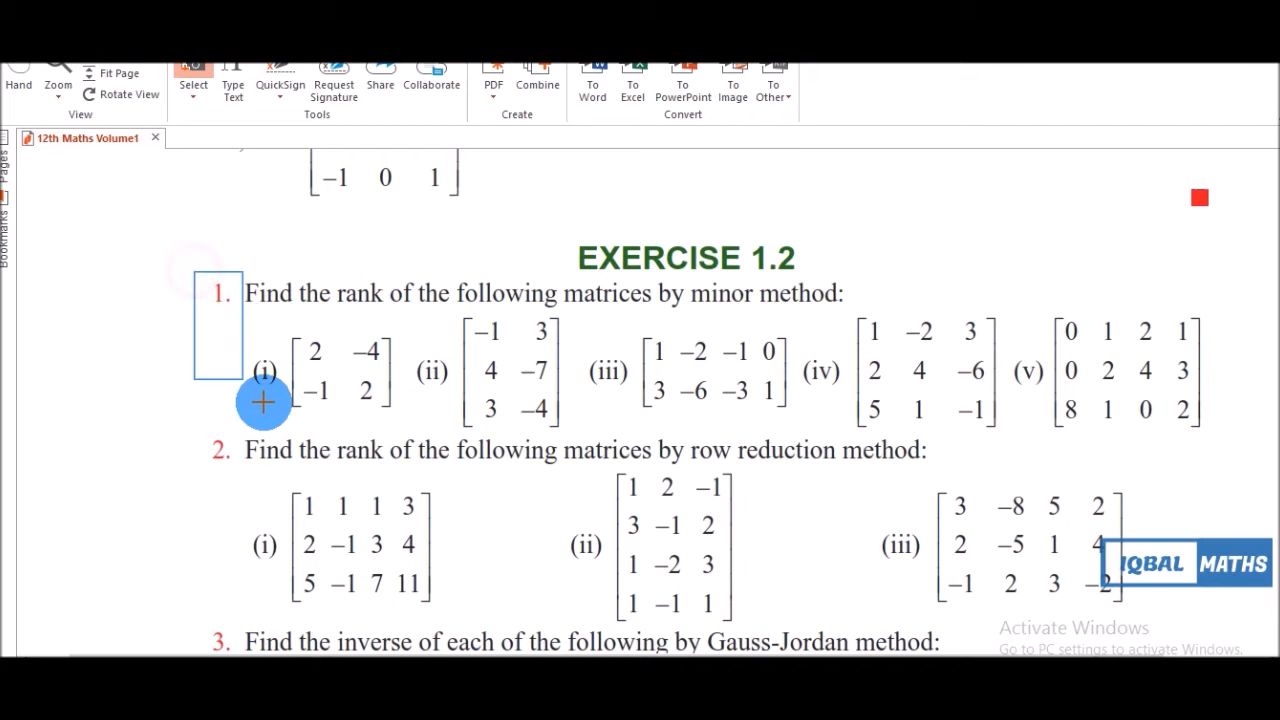 Hand Zoom Fit Page Rotate View Select Type Text QuickSign Request Signature Share Collaborate PDF Combine To Word To Excel To PowerPoint To Image To Other
View Tools Create Convert
12th Maths Volume1 ×
Pages
Bookmarks
–1 0 1
EXERCISE 1.2
1. Find the rank of the following matrices by minor method:
(i) [2 –4; –1 2] (ii) [–1 3; 4 –7; 3 –4] (iii) [1 –2 –1 0; 3 –6 –3 1] (iv) [1 –2 3; 2 4 –6; 5 1 –1] (v) [0 1 2 1; 0 2 4 3; 8 1 0 2]
2. Find the rank of the following matrices by row reduction method:
(i) [1 1 1 3; 2 –1 3 4; 5 –1 7 11] (ii) [1 2 –1; 3 –1 2; 1 –2 3; 1 –1 1] (iii) [3 –8 5 2; 2 –5 1 4; –1 2 3 –2]
IQBAL MATHS
Activate Windows
Go to PC settings to activate Windows.
3. Find the inverse of each of the following by Gauss-Jordan method: